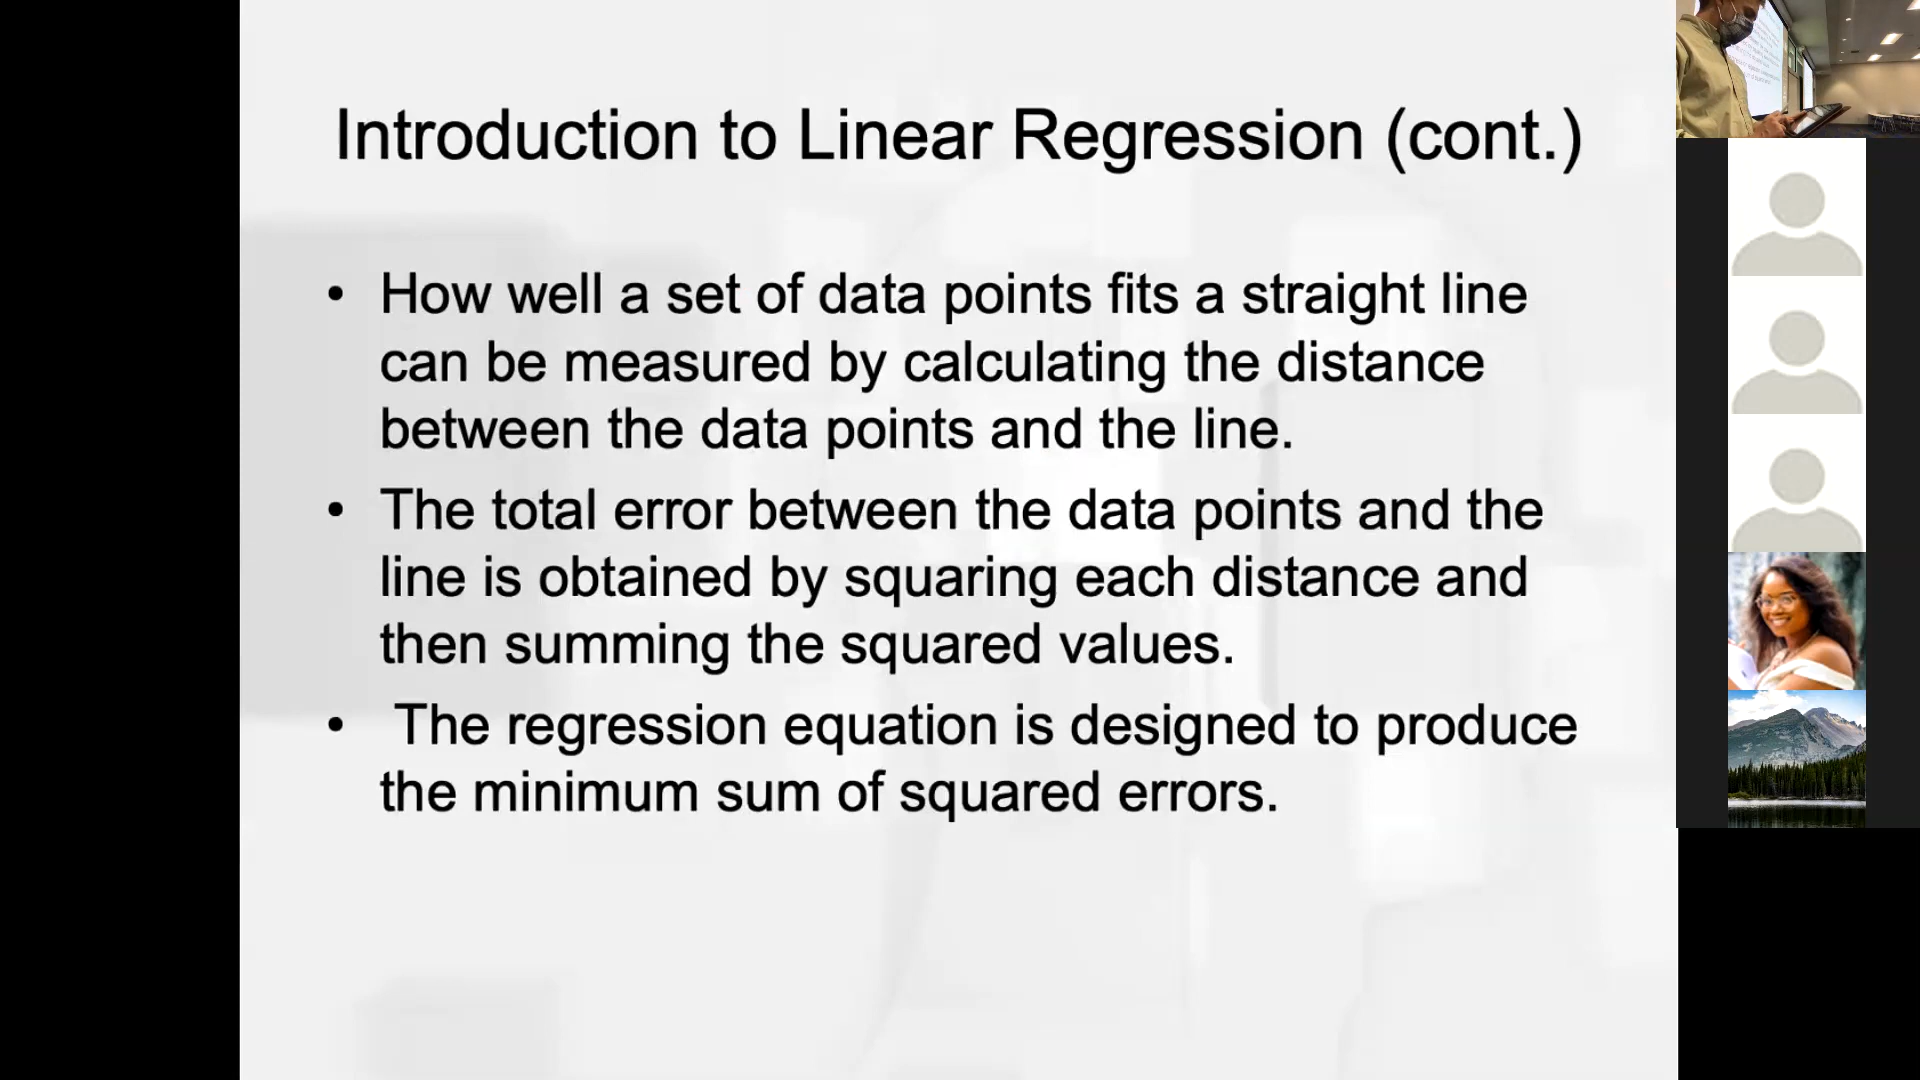 Introduction to Linear Regression (cont.)
• How well a set of data points fits a straight line
can be measured by calculating the distance
between the data points and the line.
• The total error between the data points and the
line is obtained by squaring each distance and
then summing the squared values.
• The regression equation is designed to produce
the minimum sum of squared errors.